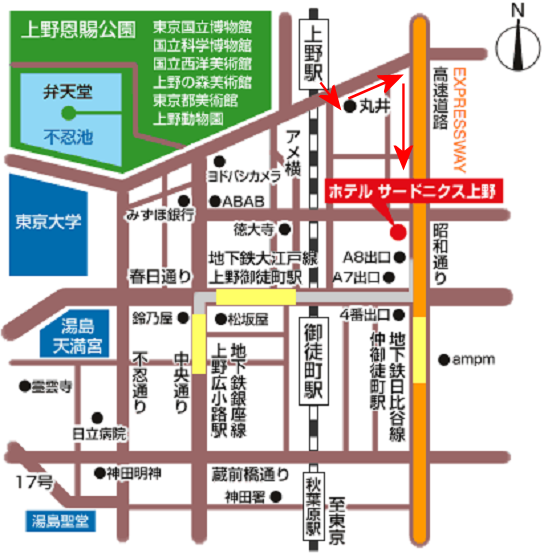 N
上野恩賜公園
東京国立博物館
国立科学博物館
国立西洋美術館
上野の森美術館
東京都美術館
上野動物園
弁天堂
不忍池
上野駅
丸井
高速道路
EXPRESSWAY
アメ横
ヨドバシカメラ
ホテル サードニクス上野
東京大学
みずほ銀行
ABAB
徳大寺
昭和通り
地下鉄大江戸線
上野御徒町駅
A8出口
A7出口
春日通り
湯島
天満宮
鈴乃屋
松坂屋
4番出口
御徒町駅
不忍通り
中央通り
地下鉄銀座線
上野広小路駅
地下鉄日比谷線
仲御徒町駅
ampm
霊雲寺
日立病院
神田明神
蔵前橋通り
17号
神田署
秋葉原駅
至東京
湯島聖堂